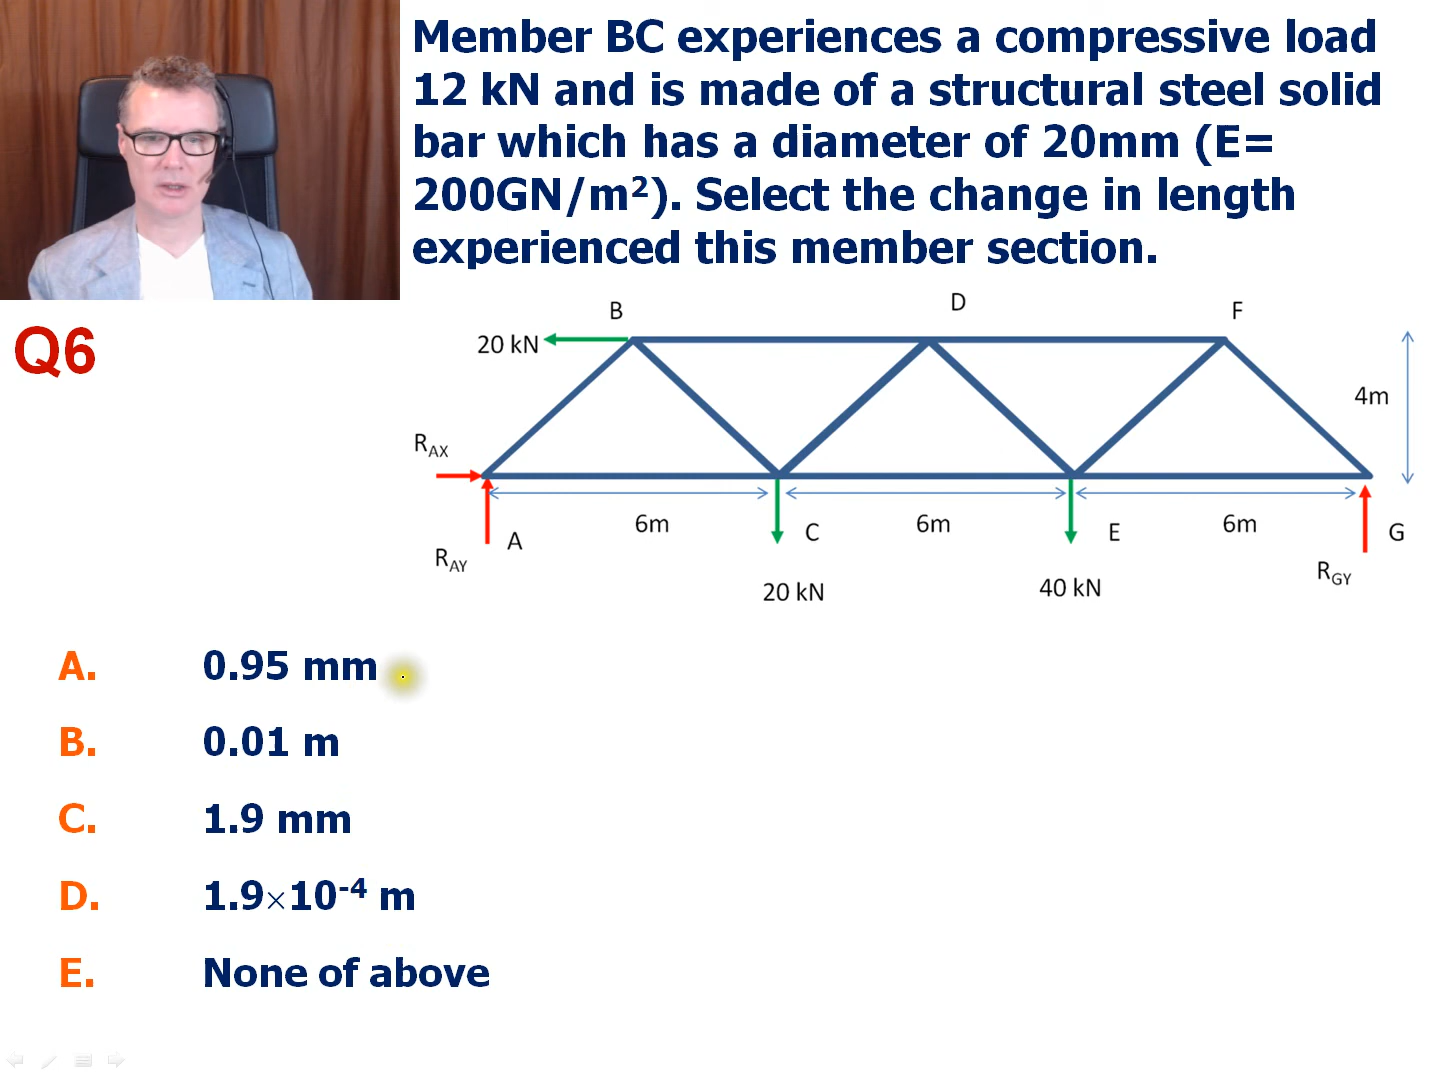 Member BC experiences a compressive load
12 kN and is made of a structural steel solid
bar which has a diameter of 20mm (E=
200GN/m²). Select the change in length
experienced this member section.
Q6
B
D
F
20 kN
4m
R_AX
6m
6m
6m
A
C
E
G
R_AY
R_GY
20 kN
40 kN
A. 0.95 mm
B. 0.01 m
C. 1.9 mm
D. 1.9×10⁻⁴ m
E. None of above